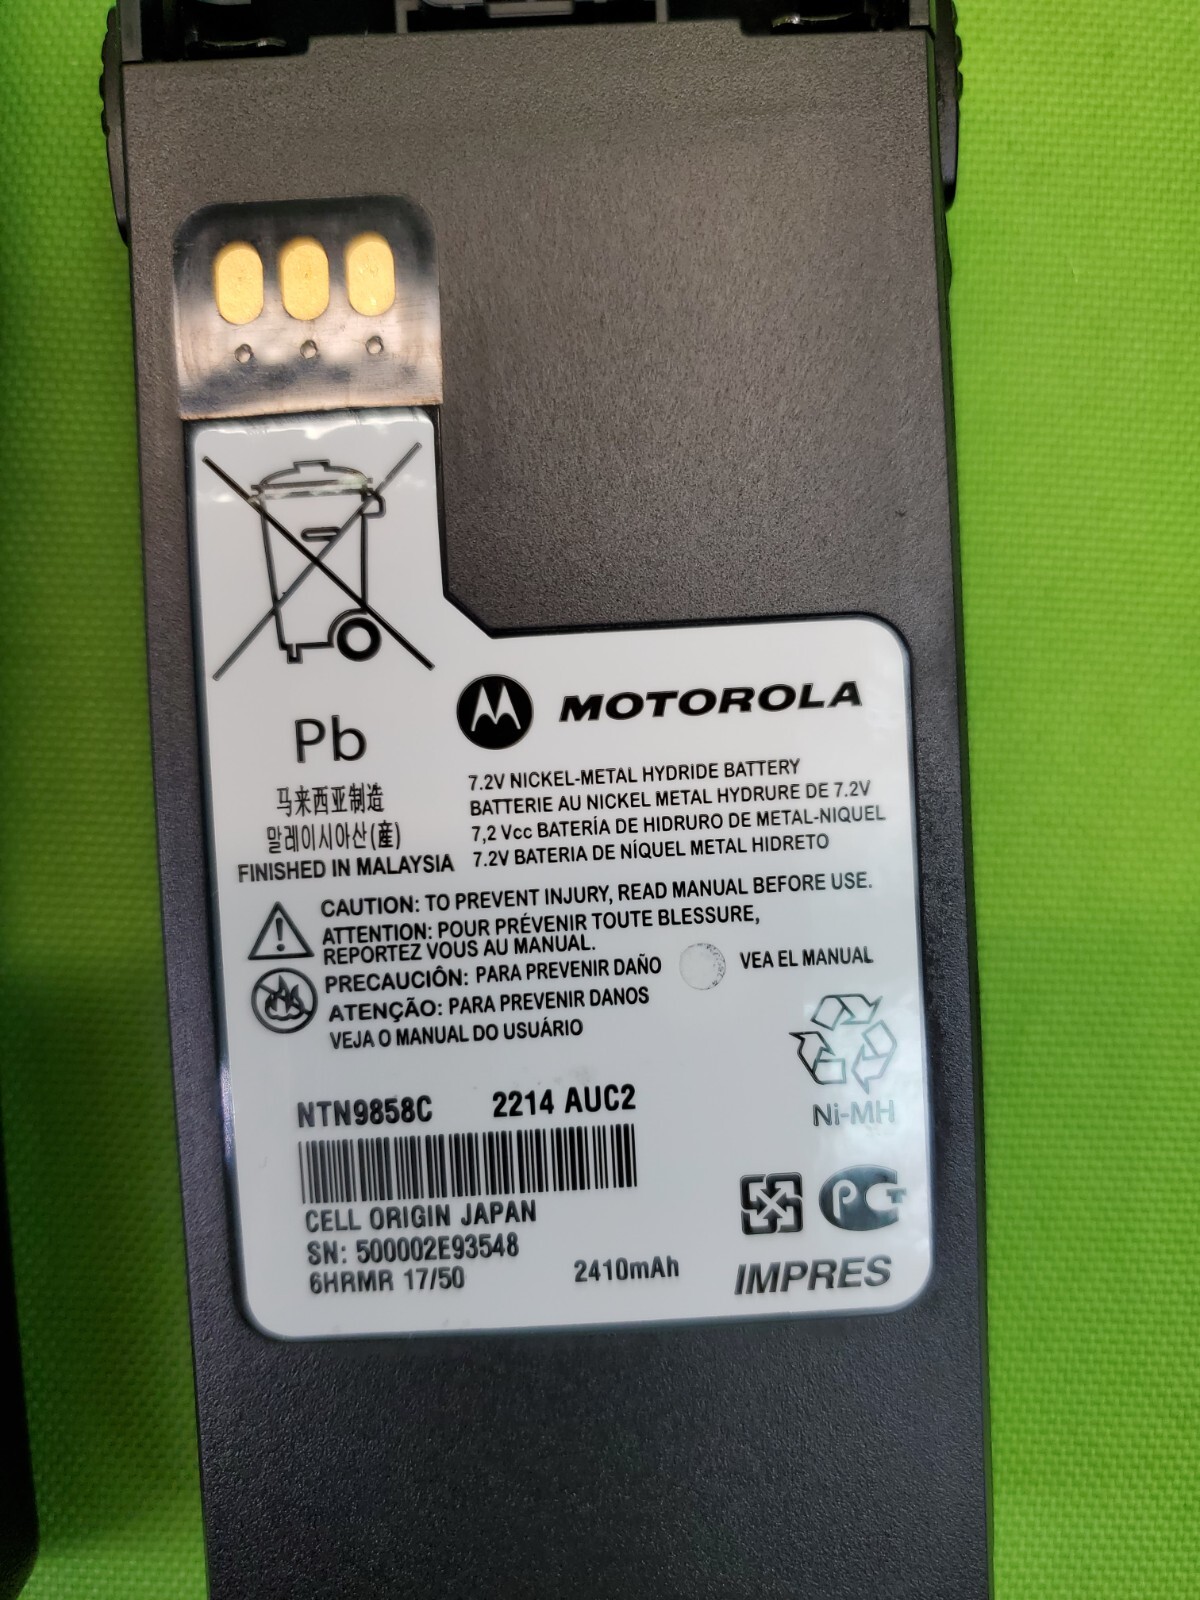 Pb
马来西亚制造
말레이시아산(産)
FINISHED IN MALAYSIA
MOTOROLA
7.2V NICKEL-METAL HYDRIDE BATTERY
BATTERIE AU NICKEL METAL HYDRURE DE 7.2V
7,2 Vcc BATERÍA DE HIDRURO DE METAL-NIQUEL
7.2V BATERIA DE NÍQUEL METAL HIDRETO
CAUTION: TO PREVENT INJURY, READ MANUAL BEFORE USE.
ATTENTION: POUR PRÉVENIR TOUTE BLESSURE,
REPORTEZ VOUS AU MANUAL.
PRECAUCIÔN: PARA PREVENIR DAÑO VEA EL MANUAL
ATENÇÃO: PARA PREVENIR DANOS
VEJA O MANUAL DO USUÁRIO
Ni-MH
NTN9858C 2214 AUC2
CELL ORIGIN JAPAN
SN: 500002E93548
6HRMR 17/50 2410mAh
PCT
IMPRES